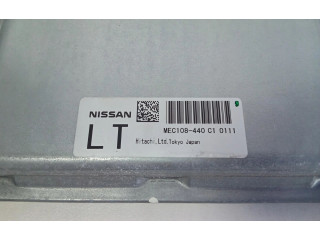 NISSAN
MEC108-440 C1 0111
LT
Hitachi,Ltd.Tokyo Japan